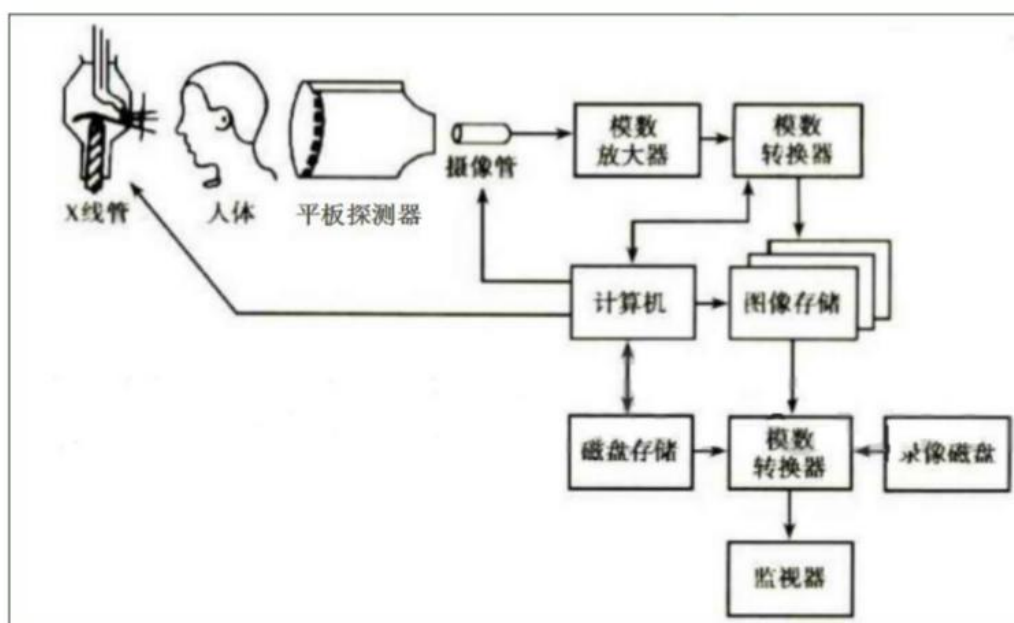 X线管
人体
平板探测器
摄像管
模数
放大器
模数
转换器
计算机
图像存储
磁盘存储
模数
转换器
录像磁盘
监视器